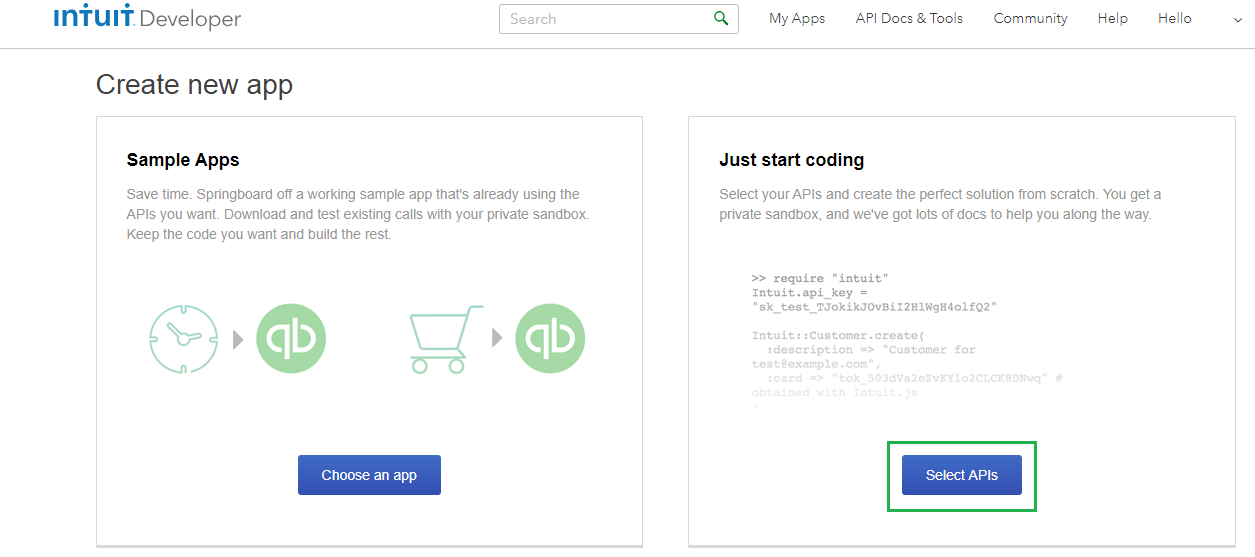 INTUIT Developer
Search
My Apps
API Docs & Tools
Community
Help
Hello
Create new app
Sample Apps
Save time. Springboard off a working sample app that's already using the
APIs you want. Download and test existing calls with your private sandbox.
Keep the code you want and build the rest.
qb
qb
Choose an app
Just start coding
Select your APIs and create the perfect solution from scratch. You get a
private sandbox, and we've got lots of docs to help you along the way.
>> require "intuit"
Intuit.api_key =
"sk_test_TJokikJOvBiI2HlWgH4olfQ2"
Intuit::Customer.create(
:description => "Customer for
test@example.com",
:card => "tok_503dVa2eZvKYlo2CLCK8DNwq" #
obtained with Intuit.js
)
Select APIs